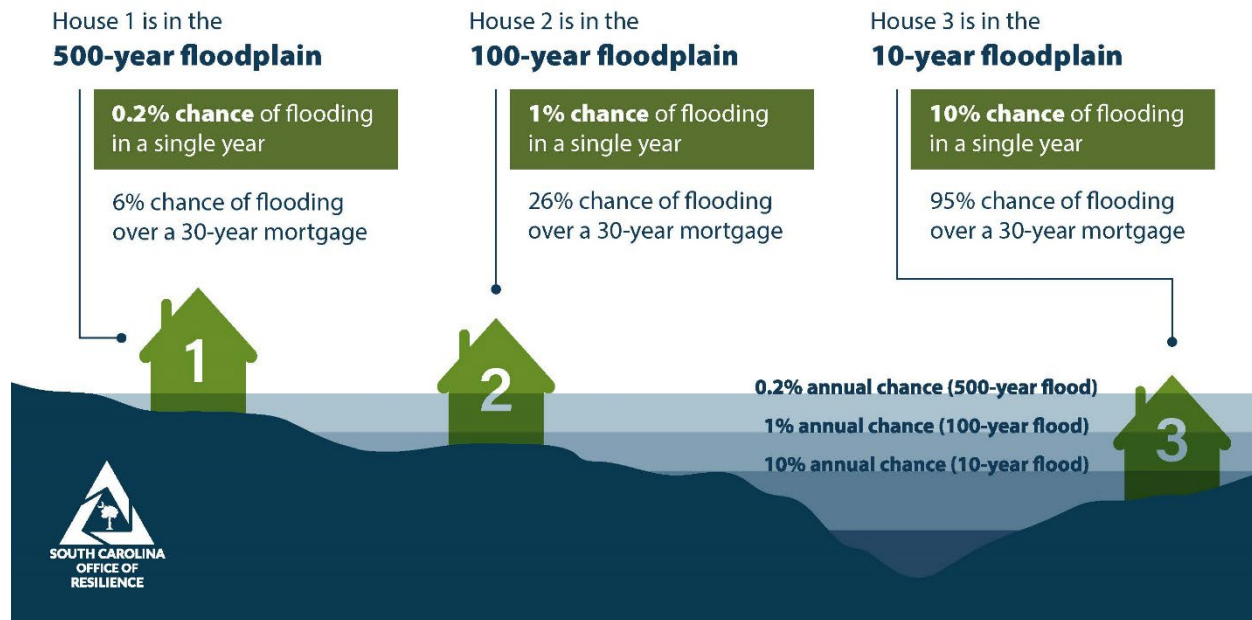 House 1 is in the
500-year floodplain
0.2% chance of flooding
in a single year
6% chance of flooding
over a 30-year mortgage
House 2 is in the
100-year floodplain
1% chance of flooding
in a single year
26% chance of flooding
over a 30-year mortgage
House 3 is in the
10-year floodplain
10% chance of flooding
in a single year
95% chance of flooding
over a 30-year mortgage
1
2
3
0.2% annual chance (500-year flood)
1% annual chance (100-year flood)
10% annual chance (10-year flood)
SOUTH CAROLINA
OFFICE OF
RESILIENCE